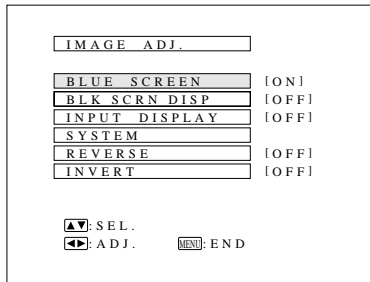 IMAGE ADJ.
BLUE SCREEN [ON]
BLK SCRN DISP [OFF]
INPUT DISPLAY [OFF]
SYSTEM
REVERSE [OFF]
INVERT [OFF]
▲▼:SEL.
◀▶:ADJ. MENU:END